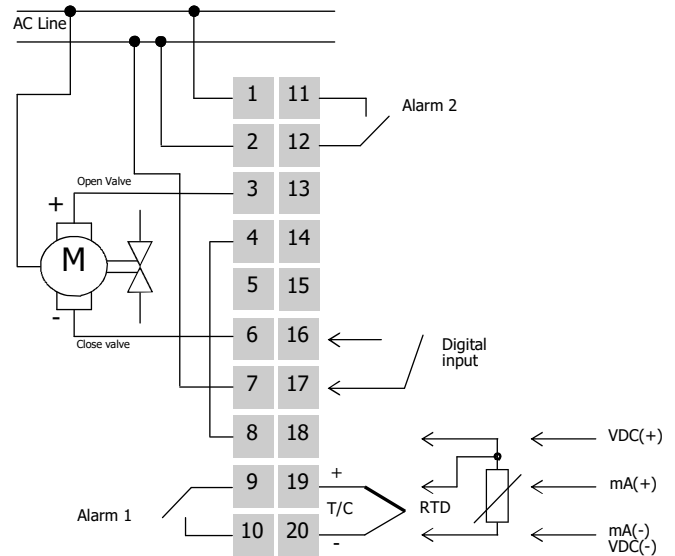 AC Line
1 11
Alarm 2
2 12
Open Valve
3 13
+
4 14
M
5 15
-
Close valve
6 16
Digital
input
7 17
8 18
VDC(+)
9 19
+
T/C
RTD
mA(+)
Alarm 1
10 20
-
mA(-)
VDC(-)